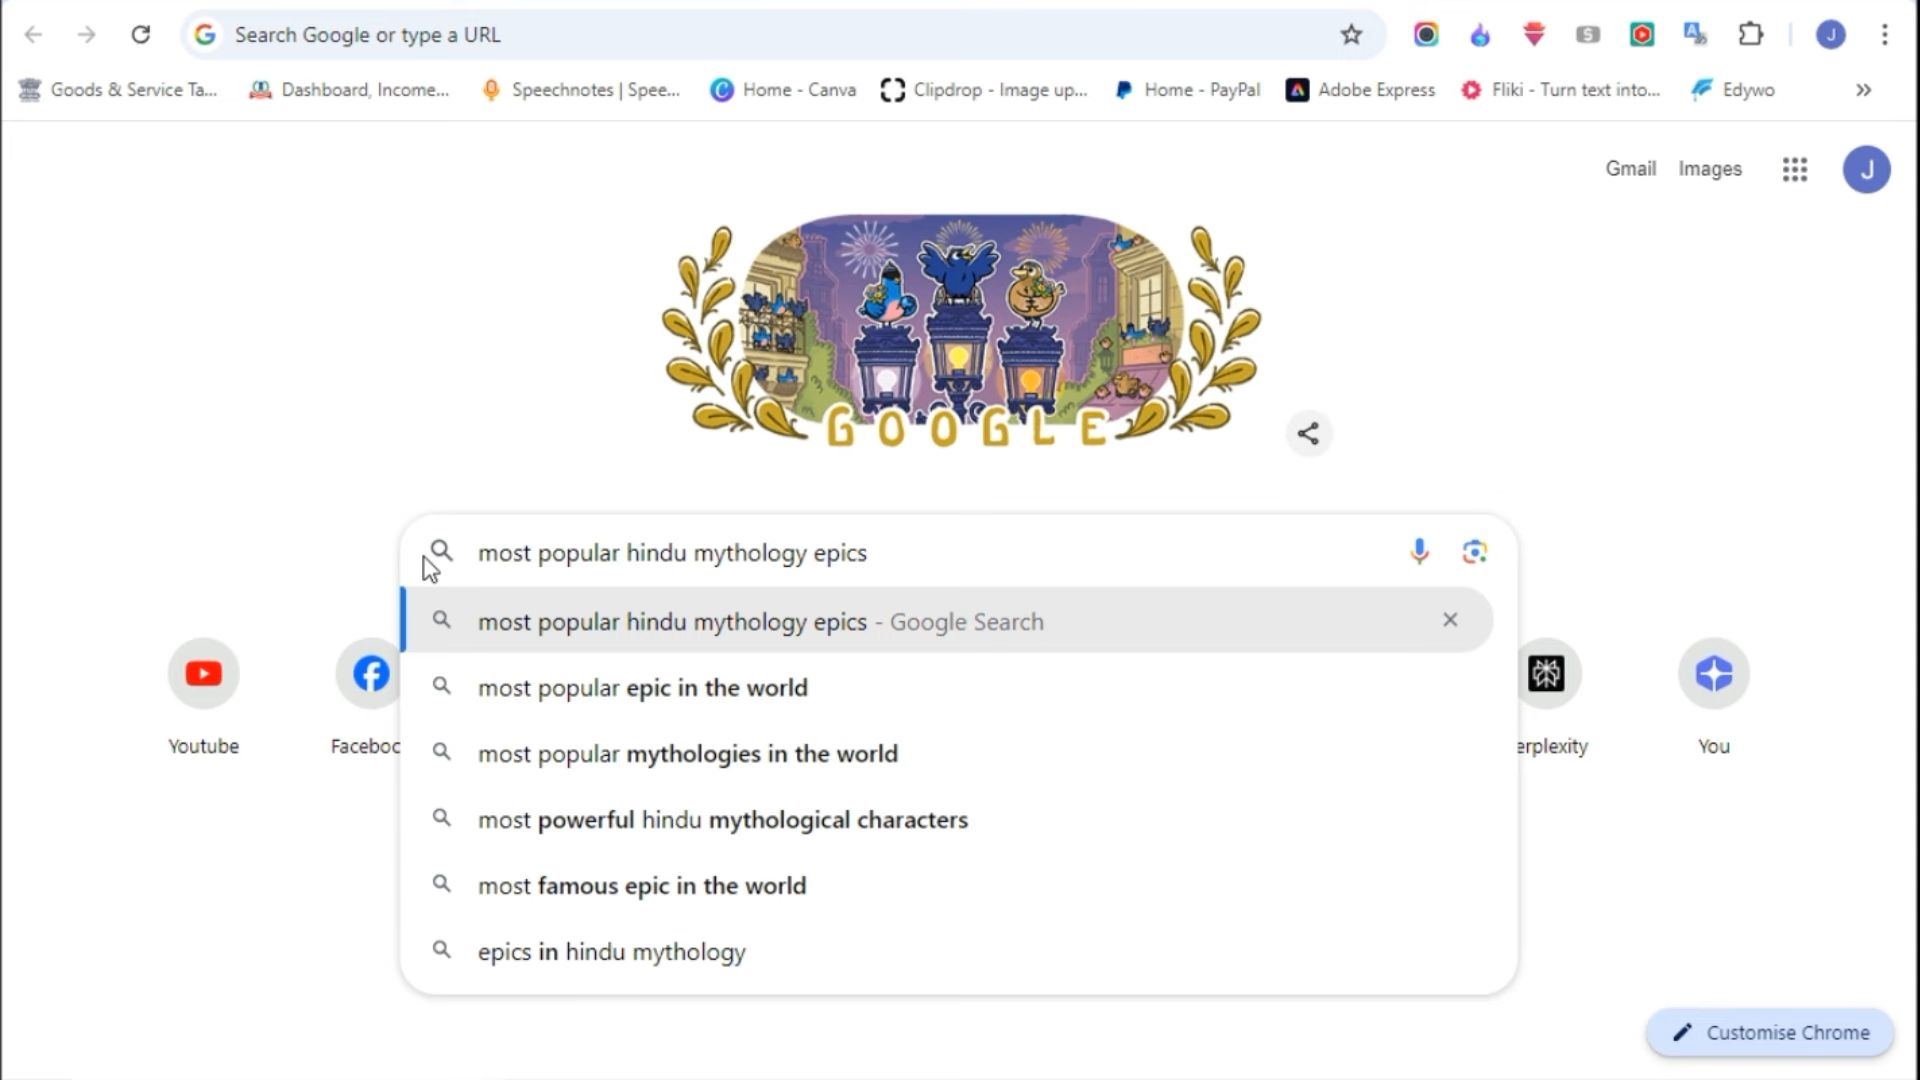 Search Google or type a URL
J
Goods & Service Ta...
Dashboard, Income...
Speechnotes | Spee...
Home - Canva
Clipdrop - Image up...
Home - PayPal
Adobe Express
Fliki - Turn text into...
Edywo
Gmail
Images
J
GOOGLE
most popular hindu mythology epics
most popular hindu mythology epics - Google Search
most popular epic in the world
most popular mythologies in the world
most powerful hindu mythological characters
most famous epic in the world
epics in hindu mythology
Youtube
Faceboo
erplexity
You
Customise Chrome